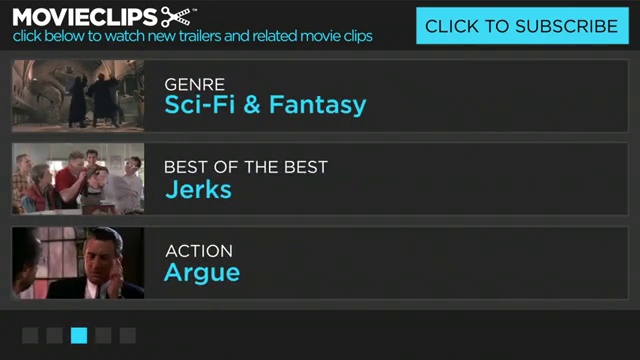 MOVIECLIPS™
click below to watch new trailers and related movie clips
CLICK TO SUBSCRIBE
GENRE
Sci-Fi & Fantasy
BEST OF THE BEST
Jerks
ACTION
Argue